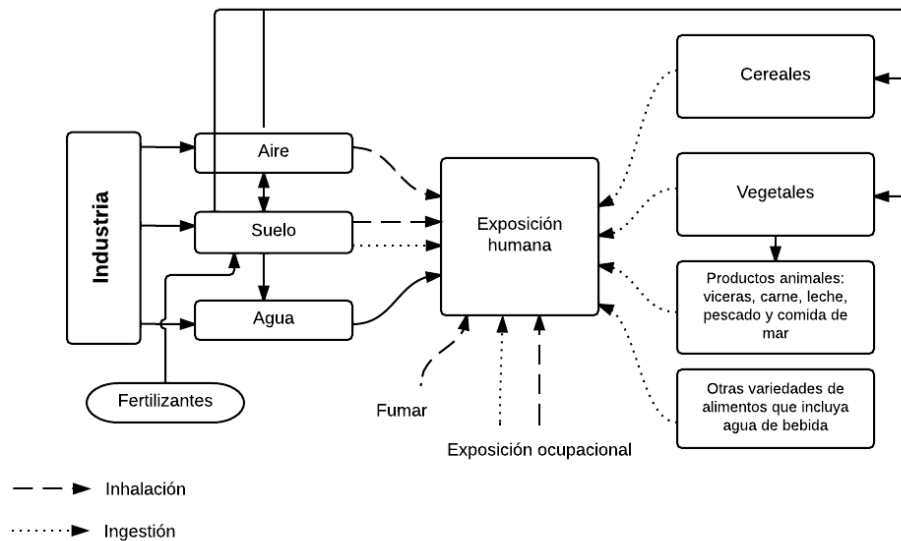 Industria
Aire
Suelo
Agua
Fertilizantes
Exposición
humana
Fumar
Exposición ocupacional
Cereales
Vegetales
Productos animales:
viceras, carne, leche,
pescado y comida de
mar
Otras variedades de
alimentos que incluya
agua de bebida
Inhalación
Ingestión